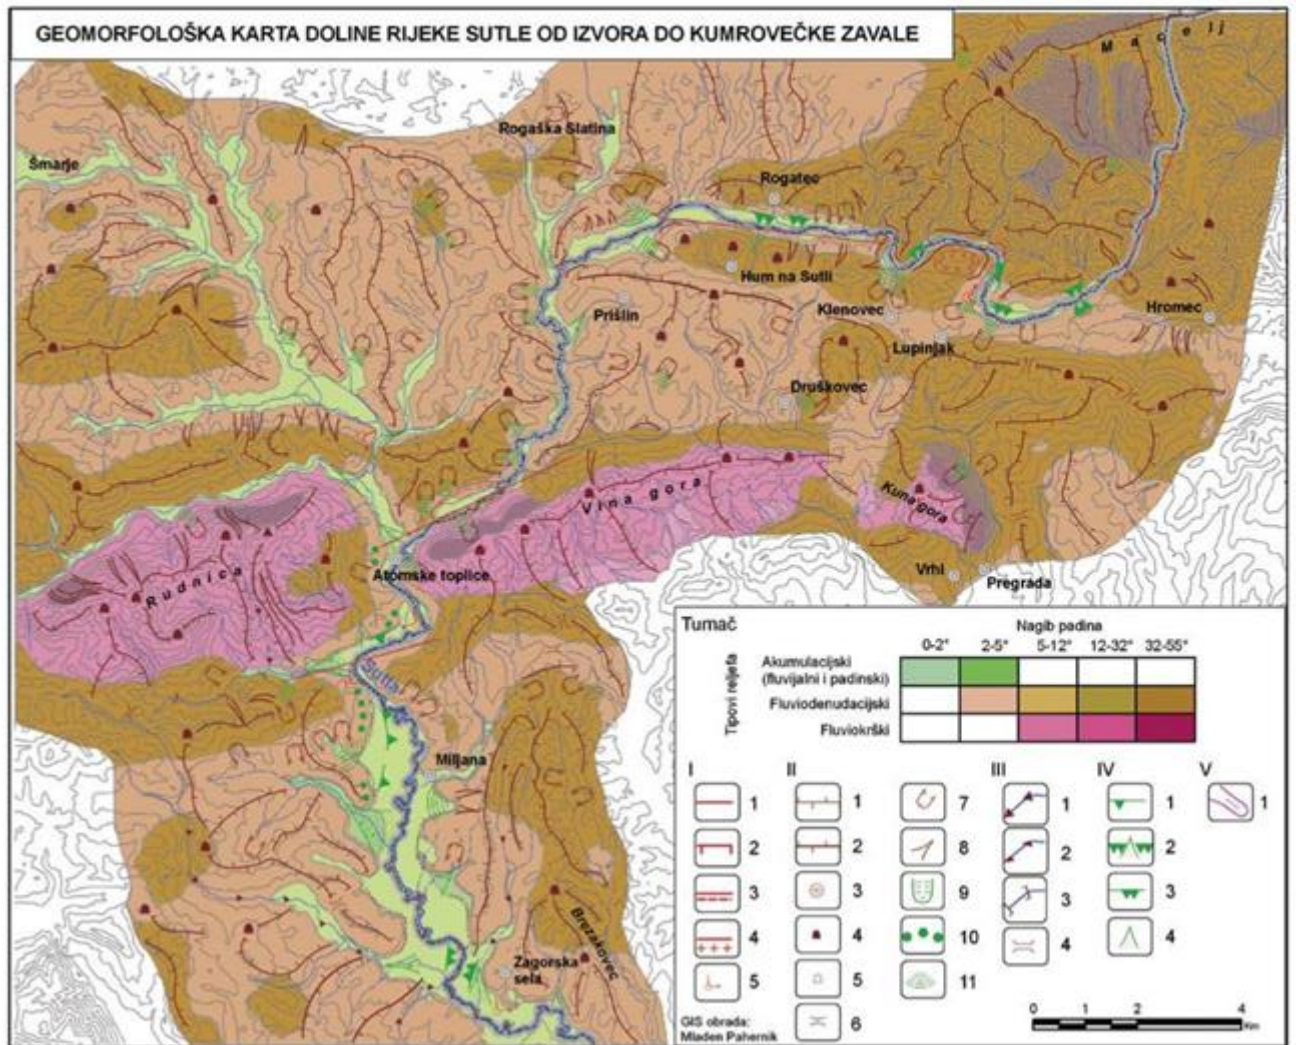 GEOMORFOLOŠKA KARTA DOLINE RIJEKE SUTLE OD IZVORA DO KUMROVEČKE ZAVALE
Macelj
Rogaška Slatina
Šmarje
Rogatec
Hum na Sutli
Prišlin
Klenovec
Hromec
Lupinjak
Druškovec
Vina gora
Kuna gora
Rudnica
Atomske toplice
Vrhi
Pregrada
Sutla
Miljana
Brezakovec
Zagorska
sela
Tumač
Nagib padina
0-2° 2-5° 5-12° 12-32° 32-55°
Tipovi reljefa
Akumulacijski
(fluvijalni i padinski)
Fluviodenudacijski
Fluviokrški
I II III IV V
1 1 7 1 1 1
2 2 8 2 2
3 3 9 3 3
4 4 10 4 4
5 5 11
6
GIS obrada:
Mladen Pahernik
0 1 2 4
Km